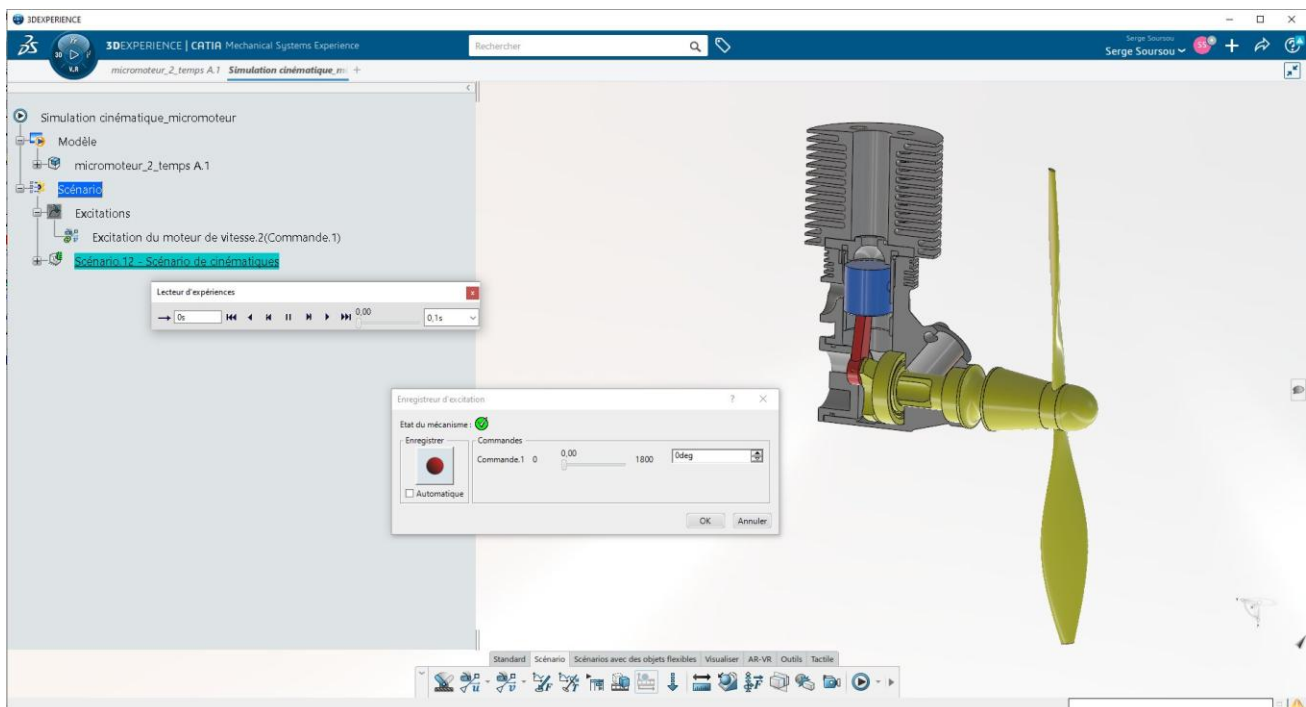 3DEXPERIENCE
3DEXPERIENCE | CATIA Mechanical Systems Experience
Rechercher
Serge Soursou
Serge Soursou
SS
3D
V.R
micromoteur_2_temps A.1
Simulation cinématique_mi
Simulation cinématique_micromoteur
Modèle
micromoteur_2_temps A.1
Scénario
Excitations
Excitation du moteur de vitesse.2(Commande.1)
Scénario.12 - Scénario de cinématiques
Lecteur d'expériences
0s
0,00
0,1s
Enregistreur d'excitation
Etat du mécanisme :
Enregistrer
Commandes
Commande.1 0 0,00 1800 0deg
Automatique
OK Annuler
Standard Scénario Scénarios avec des objets flexibles Visualiser AR-VR Outils Tactile